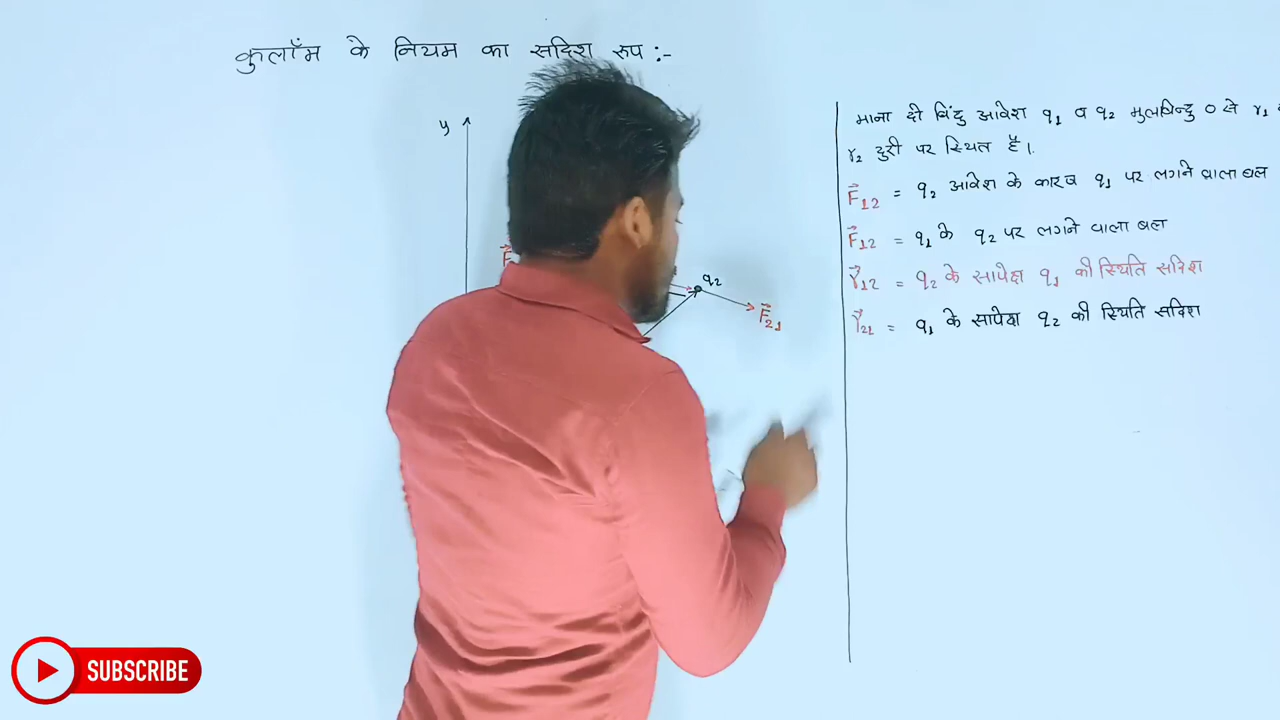 कुलाँम के नियम का सदिश रुप :-
y
q₂
F⃗₂₁
माना दो बिंदु आवेश q₁ व q₂ मुलबिन्दु O से r₁
r₂ दुरी पर स्थित है।
F⃗₁₂ = q₂ आवेश के कारण q₁ पर लगने वाला बल
F⃗₁₂ = q₁ के q₂ पर लगने वाला बल
r⃗₁₂ = q₂ के सापेक्ष q₁ की स्थिति सदिश
r⃗₂₁ = q₁ के सापेक्ष q₂ की स्थिति सदिश
SUBSCRIBE